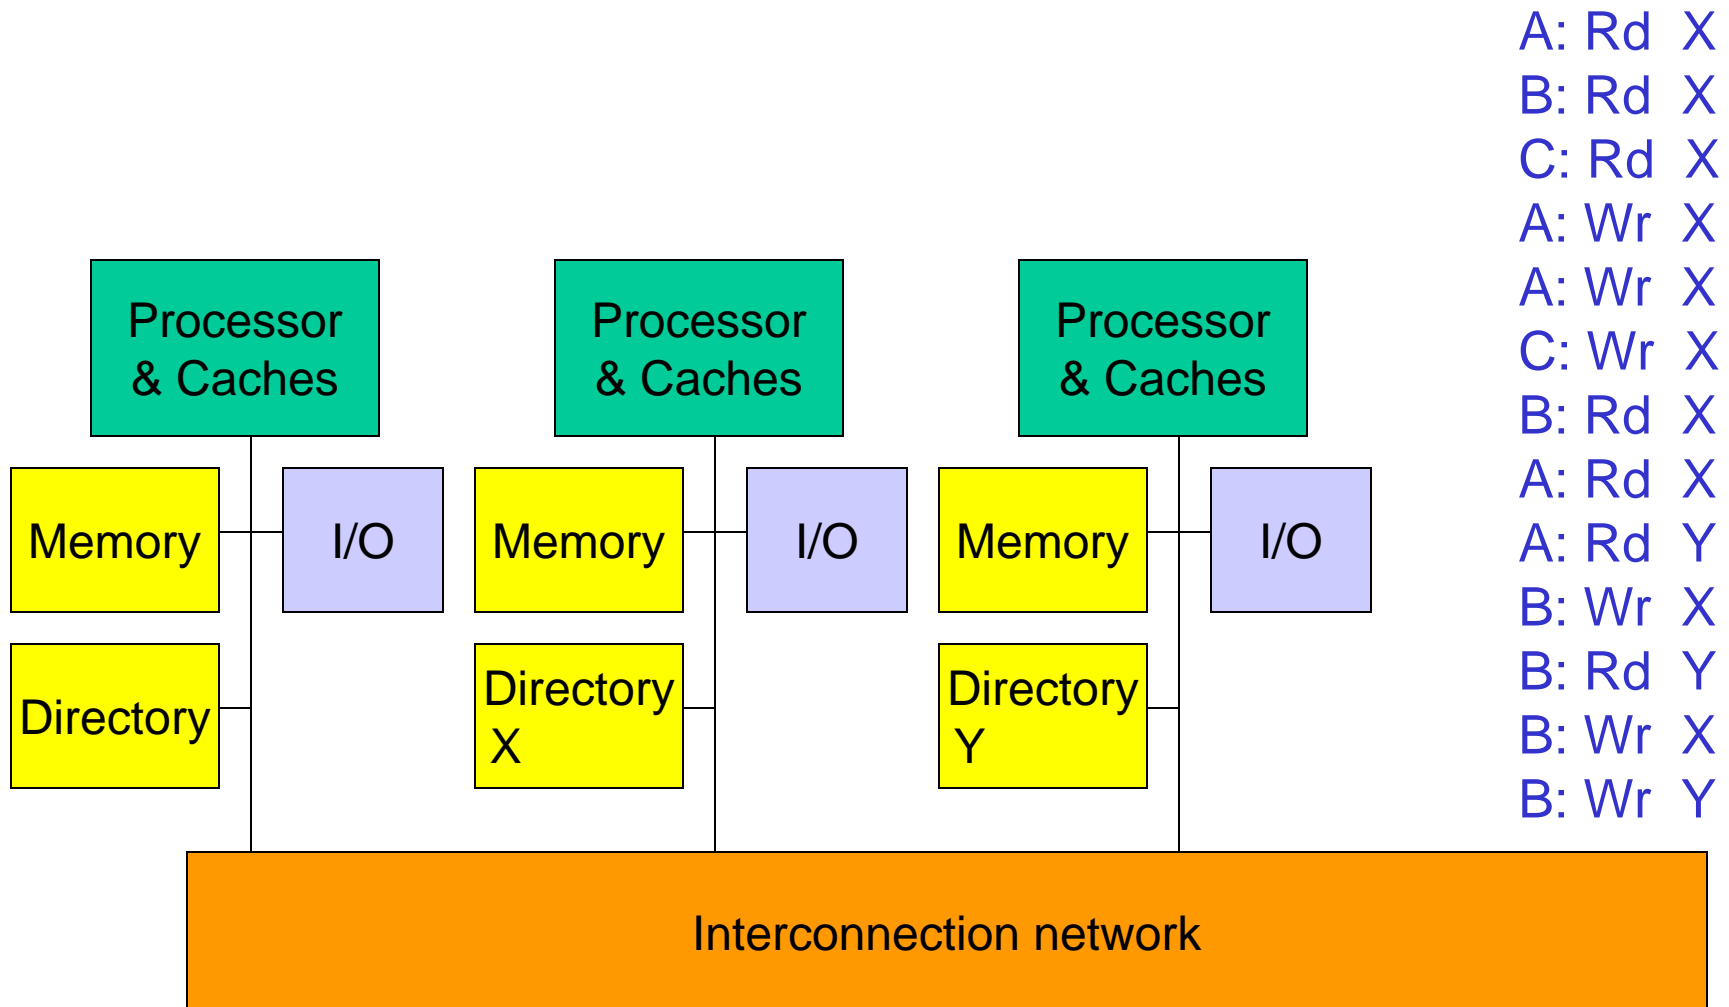 A: Rd X
B: Rd X
C: Rd X
A: Wr X
A: Wr X
C: Wr X
B: Rd X
A: Rd X
A: Rd Y
B: Wr X
B: Rd Y
B: Wr X
B: Wr Y
Processor
& Caches
Processor
& Caches
Processor
& Caches
Memory
I/O
Memory
I/O
Memory
I/O
Directory
Directory
X
Directory
Y
Interconnection network